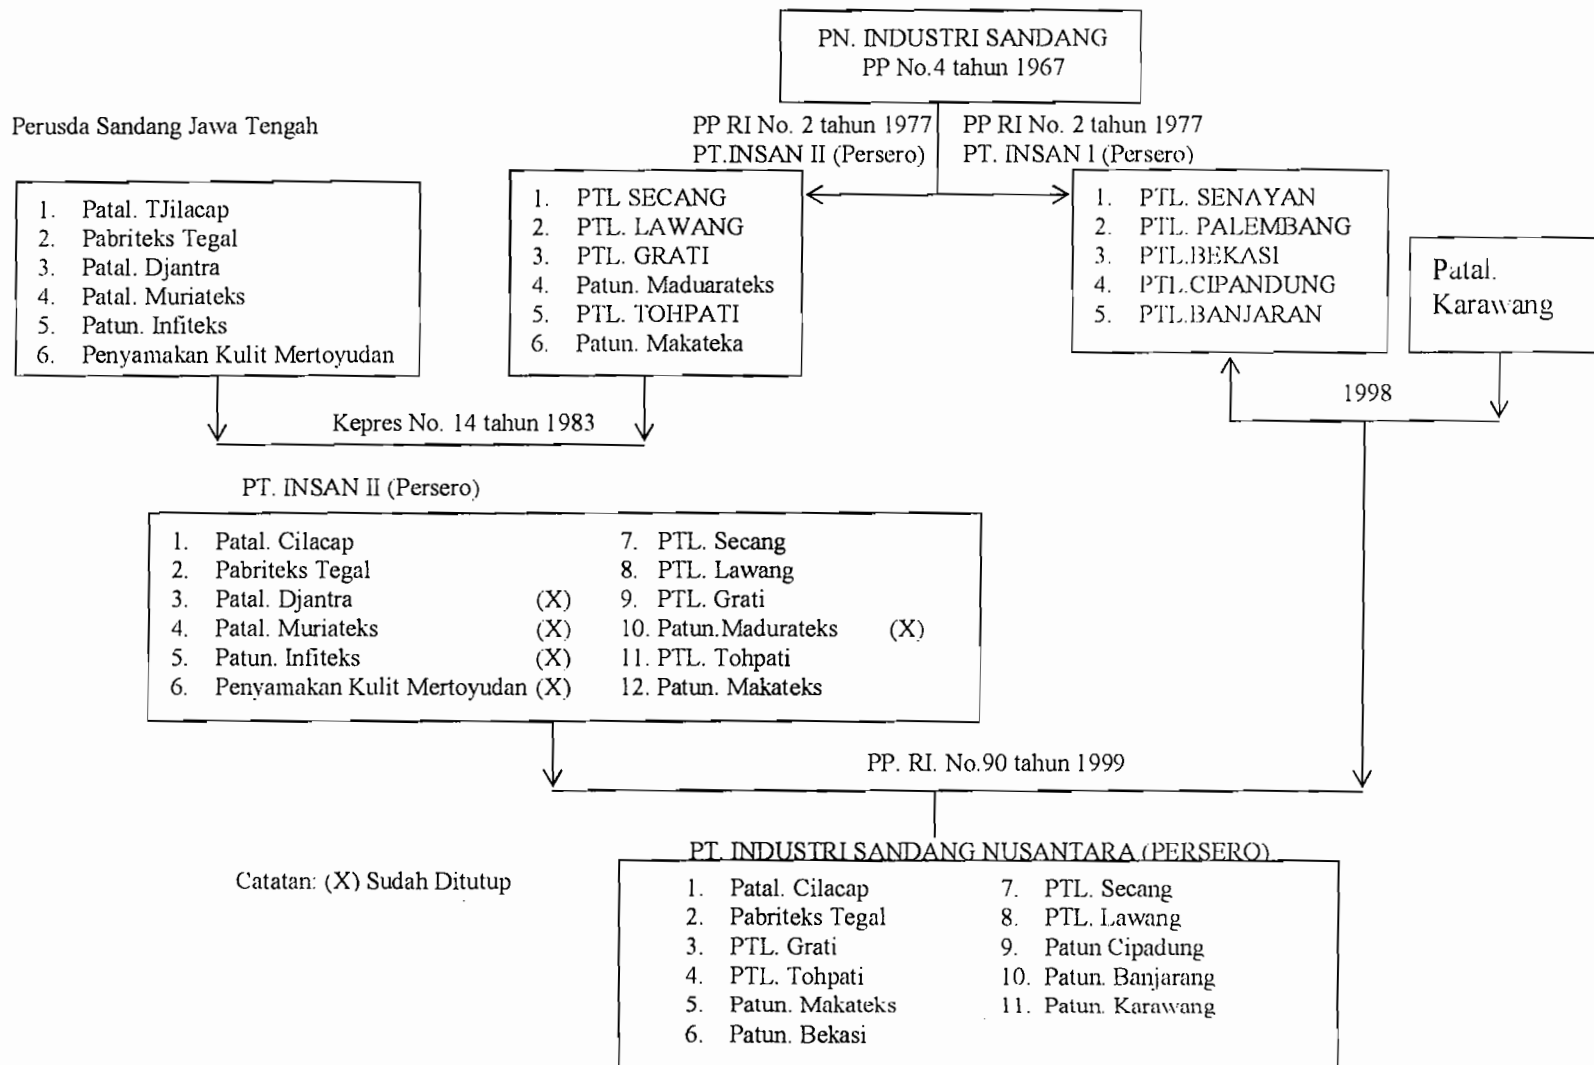 PN. INDUSTRI SANDANG
PP No.4 tahun 1967
Perusda Sandang Jawa Tengah
PP RI No. 2 tahun 1977
PT.INSAN II (Persero)
PP RI No. 2 tahun 1977
PT. INSAN I (Persero)
1. Patal. TJilacap
2. Pabriteks Tegal
3. Patal. Djantra
4. Patal. Muriateks
5. Patun. Infiteks
6. Penyamakan Kulit Mertoyudan
1. PTL SECANG
2. PTL. LAWANG
3. PTL. GRATI
4. Patun. Maduarateks
5. PTL. TOHPATI
6. Patun. Makateka
1. PTL. SENAYAN
2. PTL. PALEMBANG
3. PTL.BEKASI
4. PTL.CIPANDUNG
5. PTL.BANJARAN
Patal.
Karawang
Kepres No. 14 tahun 1983
1998
PT. INSAN II (Persero)
1. Patal. Cilacap
2. Pabriteks Tegal
3. Patal. Djantra (X)
4. Patal. Muriateks (X)
5. Patun. Infiteks (X)
6. Penyamakan Kulit Mertoyudan (X)
7. PTL. Secang
8. PTL. Lawang
9. PTL. Grati
10. Patun.Madurateks (X)
11. PTL. Tohpati
12. Patun. Makateks
PP. RI. No.90 tahun 1999
Catatan: (X) Sudah Ditutup
PT. INDUSTRI SANDANG NUSANTARA (PERSERO)
1. Patal. Cilacap
2. Pabriteks Tegal
3. PTL. Grati
4. PTL. Tohpati
5. Patun. Makateks
6. Patun. Bekasi
7. PTL. Secang
8. PTL. Lawang
9. Patun Cipadung
10. Patun. Banjarang
11. Patun. Karawang